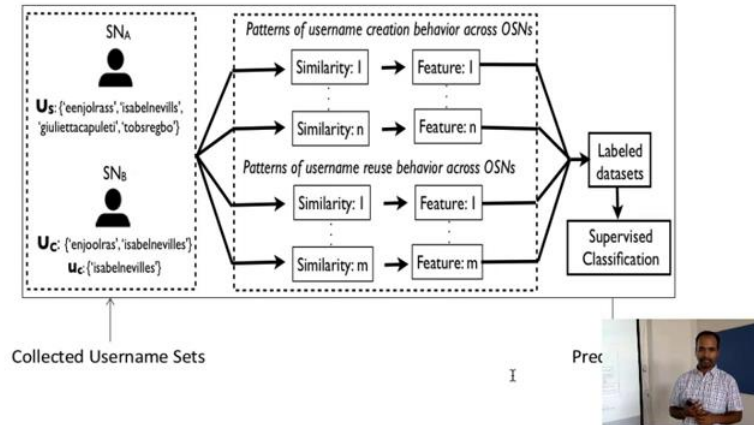 SNA
Us: {'eenjolrass', 'isabelnevills',
'giuliettacapuleti', 'tobsregbo'}
SNB
Uc: {'enjoolras', 'isabelnevilles'}
uc: {'isabelnevilles'}
Patterns of username creation behavior across OSNs
Similarity: 1
Feature: 1
Similarity: n
Feature: n
Patterns of username reuse behavior across OSNs
Similarity: 1
Feature: 1
Similarity: m
Feature: m
Labeled
datasets
Supervised
Classification
Collected Username Sets